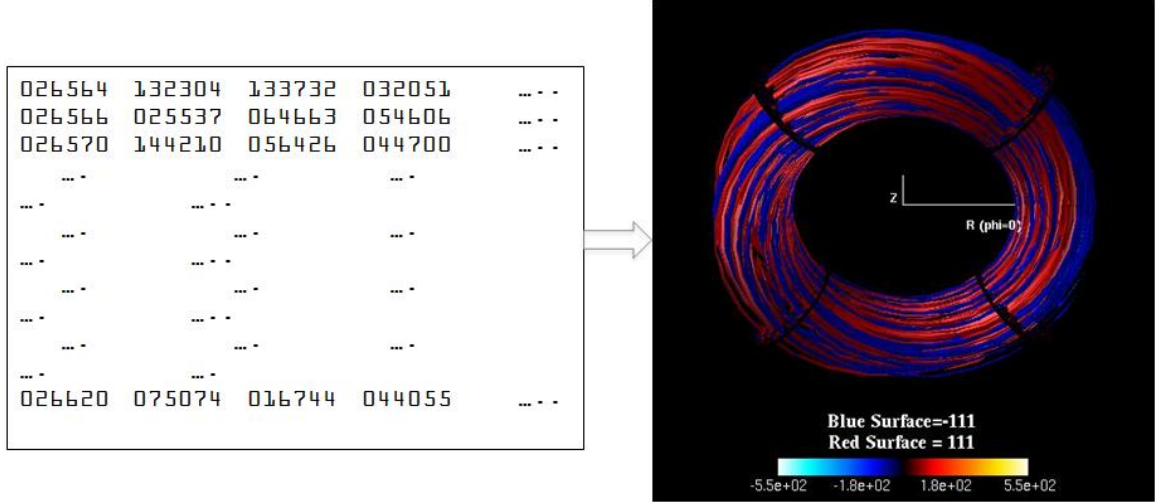 026564 132304 133732 032051 …--
026566 025537 064663 054606 …--
026570 144210 056426 044700 …--
…- …- …-
…- …--
…- …- …-
…- …--
…- …- …-
…- …--
…- …- …-
…- …-
026620 075074 016744 044055 …--
Z
R (phi=0)
Blue Surface=-111
Red Surface = 111
-5.5e+02 -1.8e+02 1.8e+02 5.5e+02